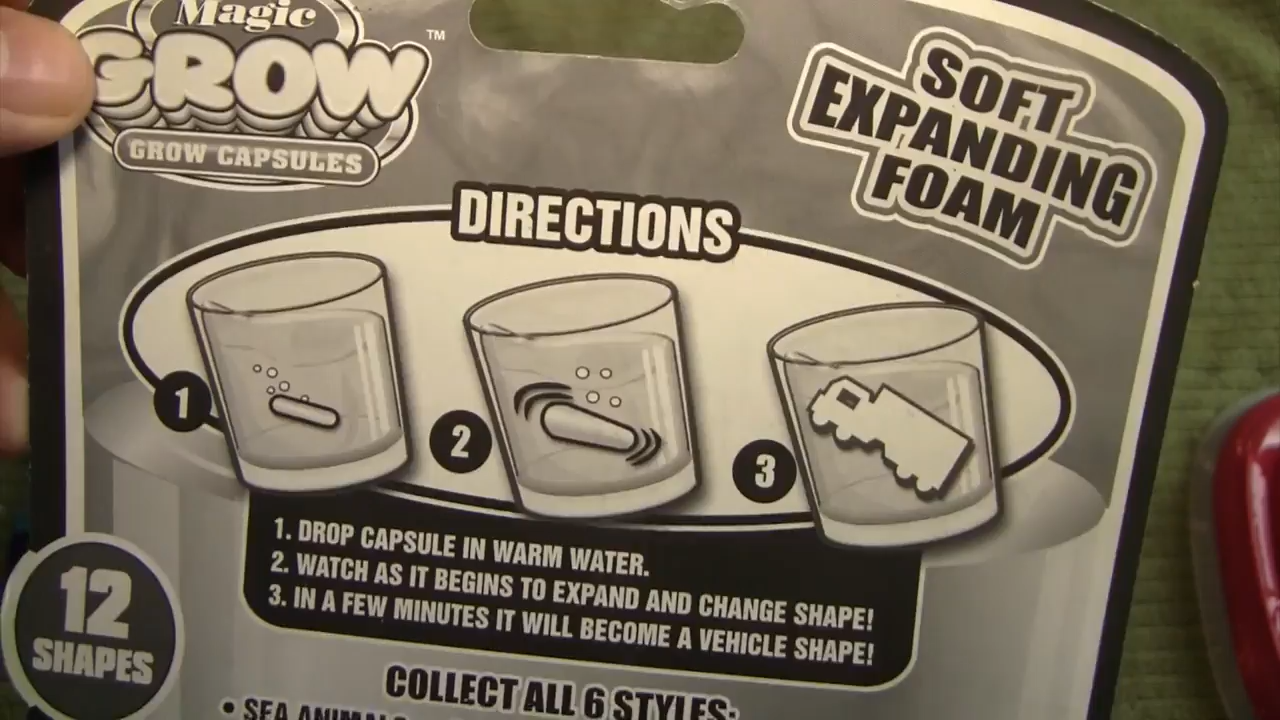 Magic
GROW™
GROW CAPSULES
SOFT
EXPANDING
FOAM
DIRECTIONS
1
2
3
1. DROP CAPSULE IN WARM WATER.
2. WATCH AS IT BEGINS TO EXPAND AND CHANGE SHAPE!
3. IN A FEW MINUTES IT WILL BECOME A VEHICLE SHAPE!
12
SHAPES
COLLECT ALL 6 STYLES:
• SEA